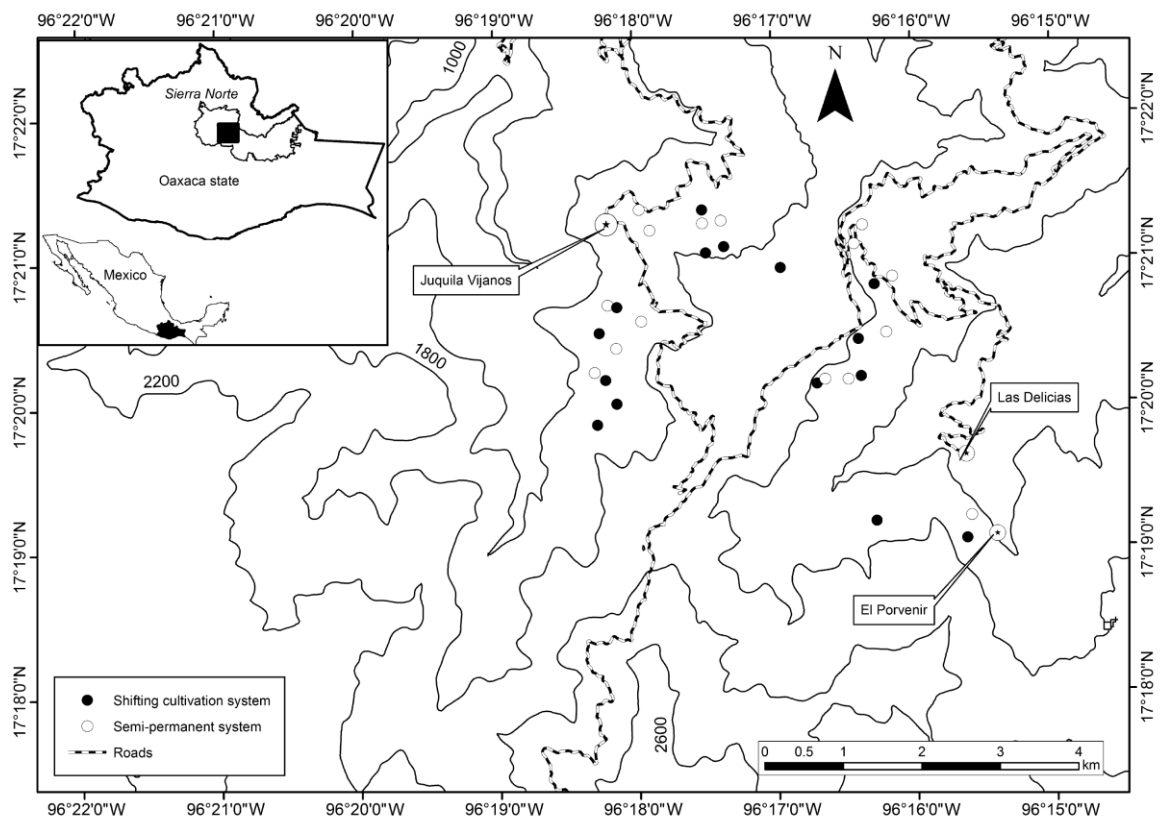 96°22'0"W 96°21'0"W 96°20'0"W 96°19'0"W 96°18'0"W 96°17'0"W 96°16'0"W 96°15'0"W
17°22'0"N
17°21'0"N
17°20'0"N
17°19'0"N
17°18'0"N
Sierra Norte
Oaxaca state
Mexico
1000
N
Juquila Vijanos
1800
2200
Las Delicias
El Porvenir
2600
Shifting cultivation system
Semi-permanent system
Roads
0 0.5 1 2 3 4
km
17°22'0"N
17°21'0"N
17°20'0"N
17°19'0"N
17°18'0"N
96°22'0"W 96°21'0"W 96°20'0"W 96°19'0"W 96°18'0"W 96°17'0"W 96°16'0"W 96°15'0"W